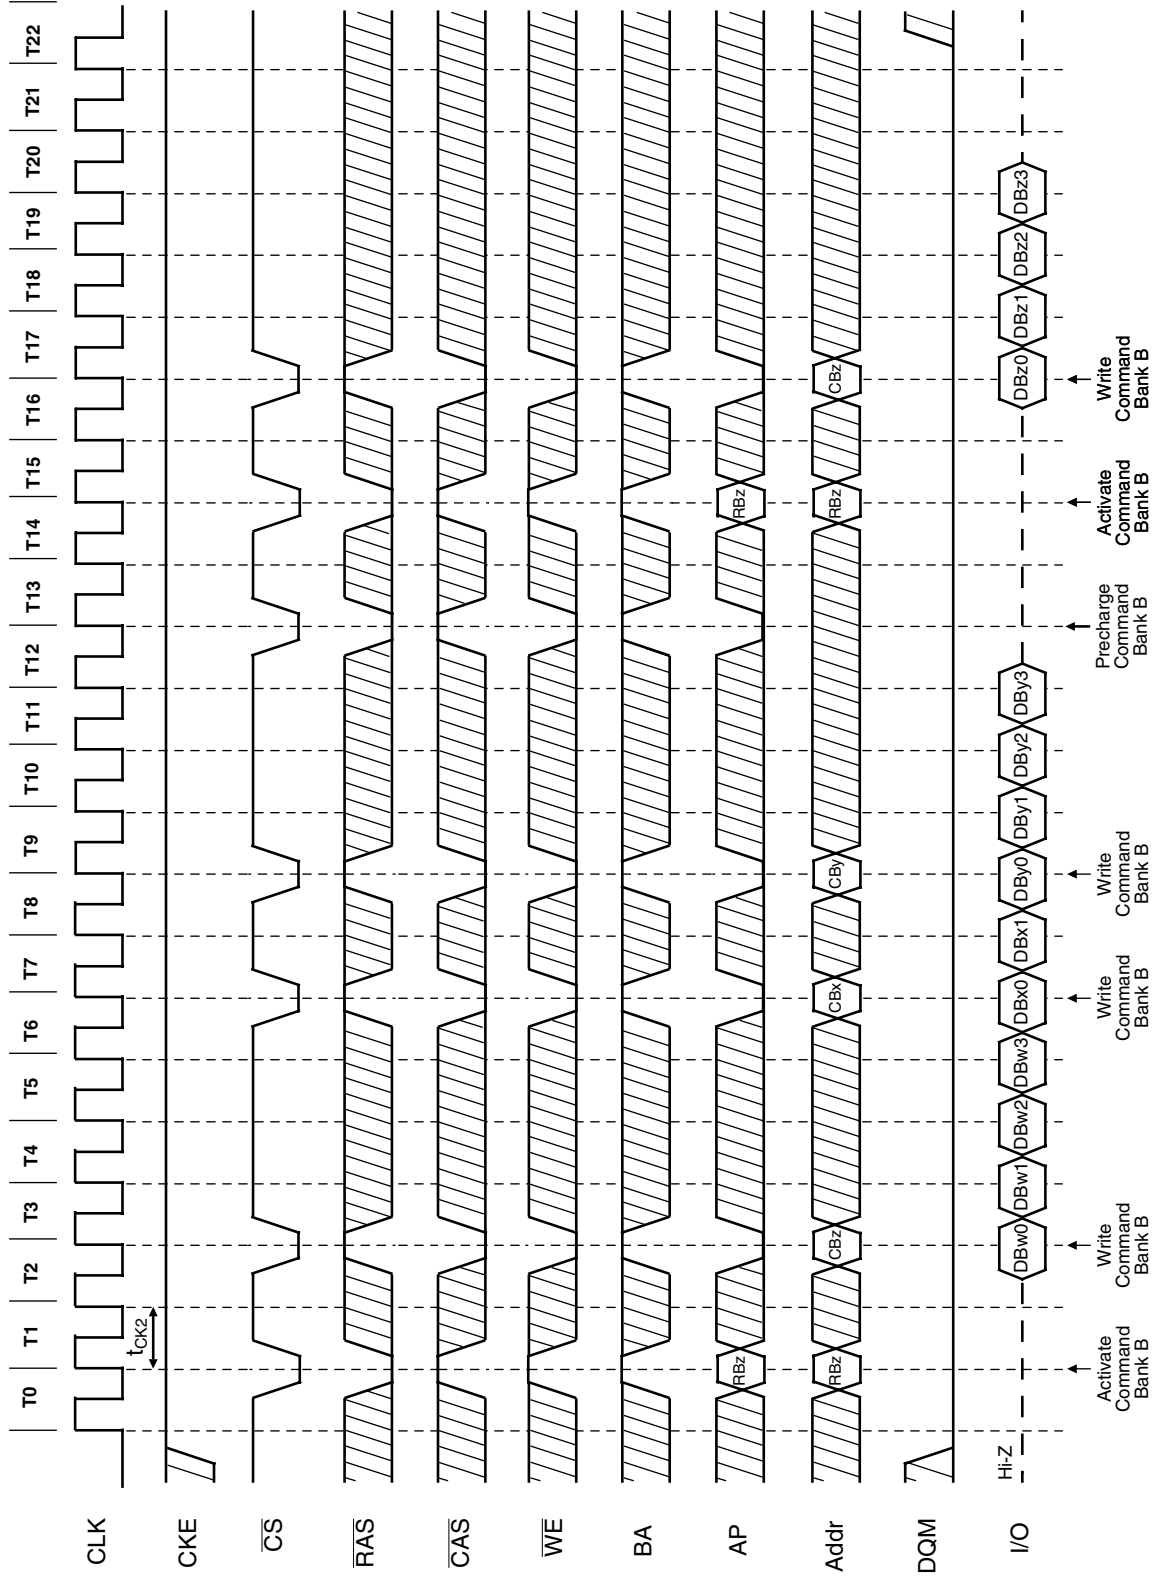 T0 T1 T2 T3 T4 T5 T6 T7 T8 T9 T10 T11 T12 T13 T14 T15 T16 T17 T18 T19 T20 T21 T22
CLK
tCK2
CKE
CS
RAS
CAS
WE
BA
AP
RBz RBz
Addr
RBz CBz CBx CBy RBz CBz
DQM
I/O
Hi-Z
DBw0 DBw1 DBw2 DBw3 DBx0 DBx1 DBy0 DBy1 DBy2 DBy3 DBz0 DBz1 DBz2 DBz3
Activate
Command
Bank B
Write
Command
Bank B
Write
Command
Bank B
Write
Command
Bank B
Precharge
Command
Bank B
Activate
Command
Bank B
Write
Command
Bank B